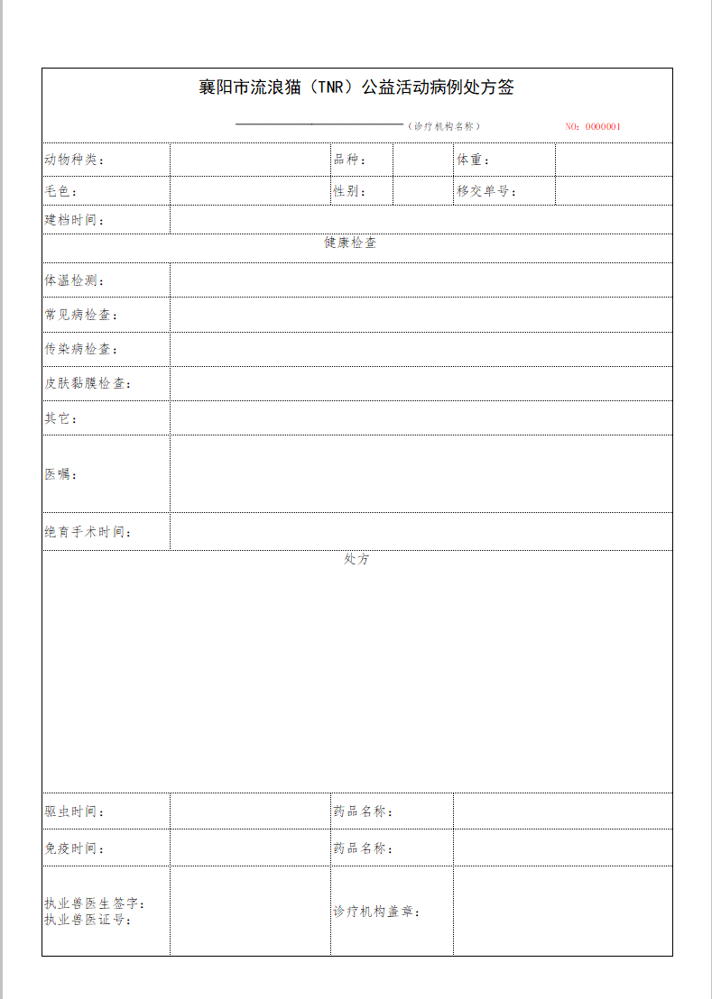 襄阳市流浪猫（TNR）公益活动病例处方签
（诊疗机构名称） NO：0000001
动物种类： 品种： 体重：
毛色： 性别： 移交单号：
建档时间：
健康检查
体温检测：
常见病检查：
传染病检查：
皮肤黏膜检查：
其它：
医嘱：
绝育手术时间：
处方
驱虫时间： 药品名称：
免疫时间： 药品名称：
执业兽医生签字：
执业兽医证号：
诊疗机构盖章：